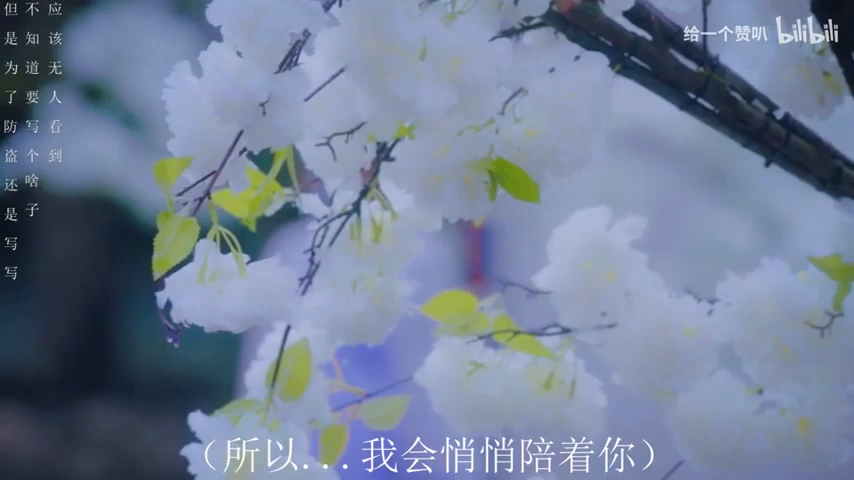 应该无人看到
不知道要写个啥子
但是为了防盗还是写写
给一个赞叭 bilibili
（所以...我会悄悄陪着你）